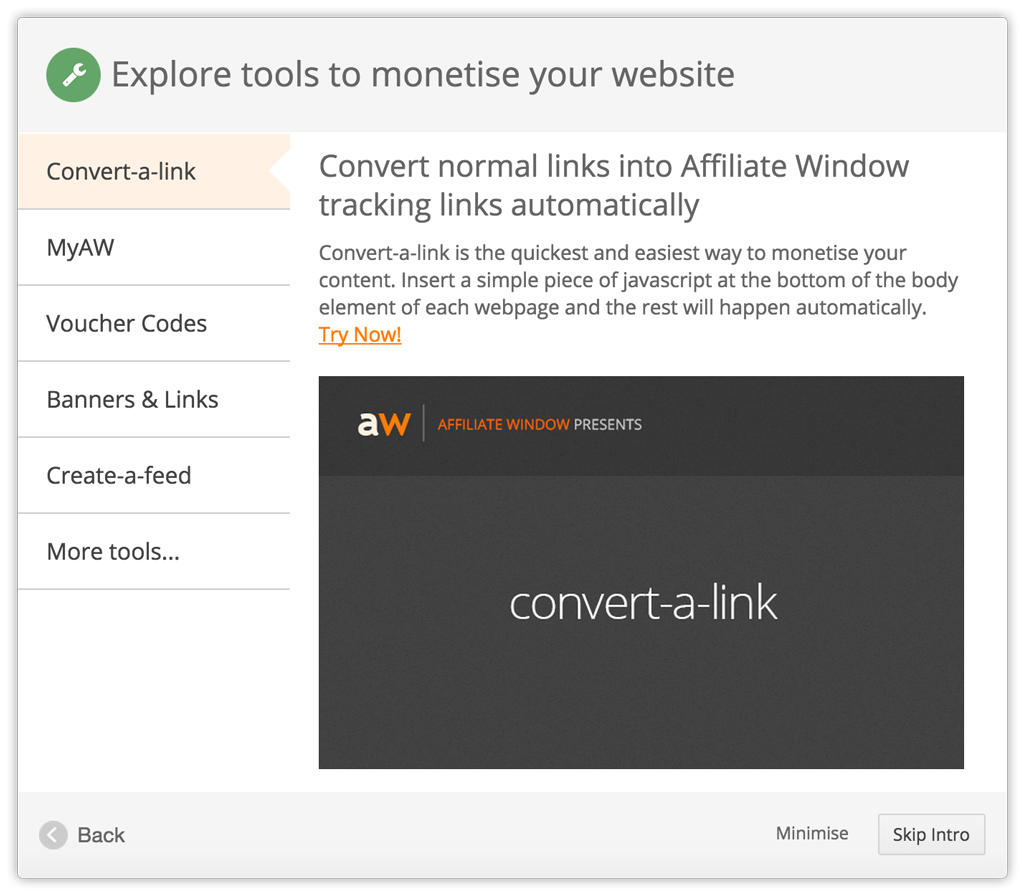 Explore tools to monetise your website
Convert-a-link
MyAW
Voucher Codes
Banners & Links
Create-a-feed
More tools...
Convert normal links into Affiliate Window
tracking links automatically
Convert-a-link is the quickest and easiest way to monetise your
content. Insert a simple piece of javascript at the bottom of the body
element of each webpage and the rest will happen automatically.
Try Now!
aw AFFILIATE WINDOW PRESENTS
convert-a-link
Back
Minimise
Skip Intro